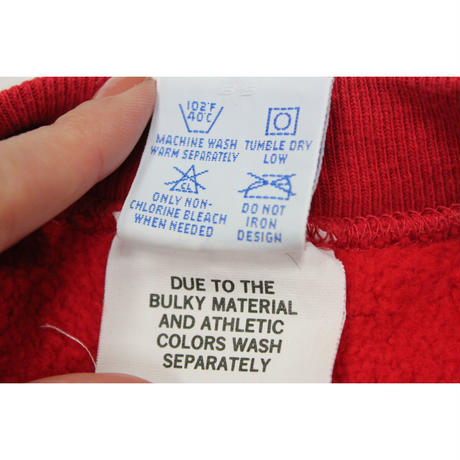 102°F
40°C
MACHINE WASH
WARM SEPARATELY
TUMBLE DRY
LOW
CL
ONLY NON-
CHLORINE BLEACH
WHEN NEEDED
DO NOT
IRON
DESIGN
DUE TO THE
BULKY MATERIAL
AND ATHLETIC
COLORS WASH
SEPARATELY